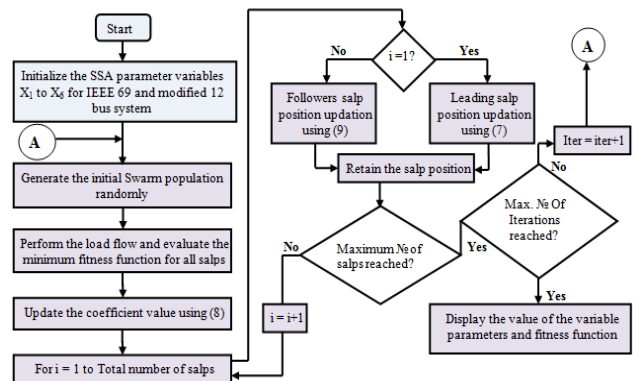 Start
Initialize the SSA parameter variables
X1 to X6 for IEEE 69 and modified 12
bus system
A
Generate the initial Swarm population
randomly
Perform the load flow and evaluate the
minimum fitness function for all salps
Update the coefficient value using (8)
For i = 1 to Total number of salps
i =1?
No
Yes
Followers salp
position updation
using (9)
Leading salp
position updation
using (7)
Retain the salp position
Maximum № of
salps reached?
No
Yes
i = i+1
Max. № Of
Iterations
reached?
No
Yes
Iter = iter+1
A
Display the value of the variable
parameters and fitness function